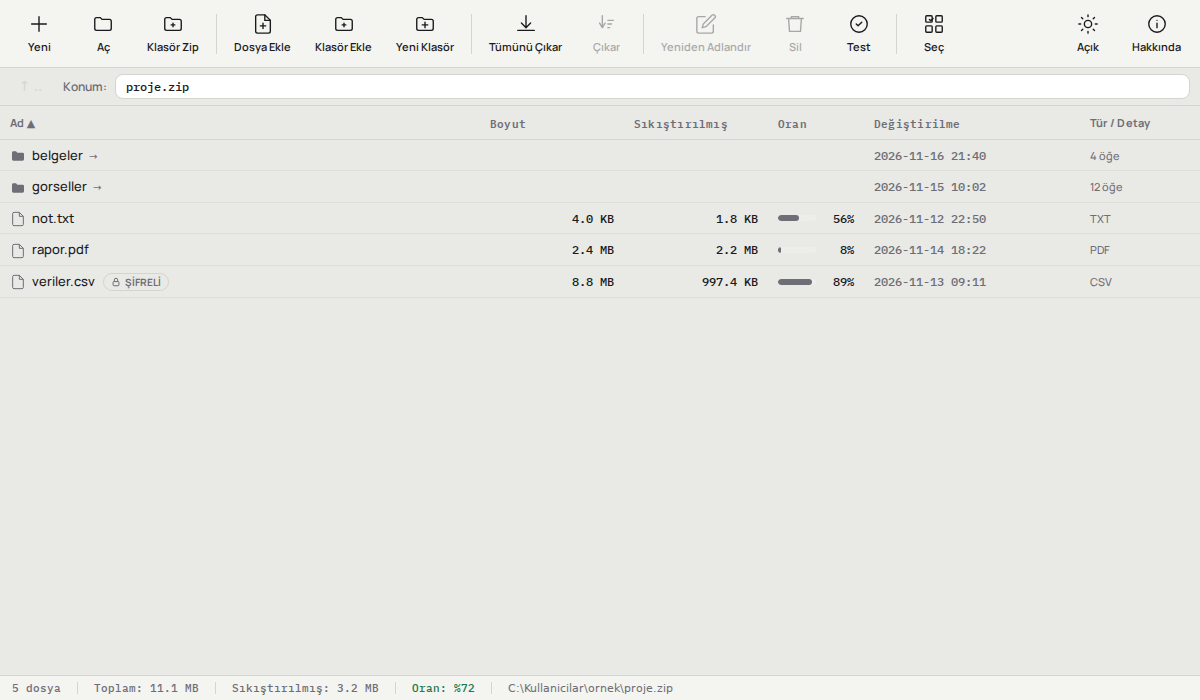 Yeni Aç Klasör Zip Dosya Ekle Klasör Ekle Yeni Klasör Tümünü Çıkar Çıkar Yeniden Adlandır Sil Test Seç Açık Hakkında
↑ .. Konum: proje.zip
Ad ▲ Boyut Sıkıştırılmış Oran Değiştirilme Tür / Detay
belgeler → 2026-11-16 21:40 4 öğe
gorseller → 2026-11-15 10:02 12 öğe
not.txt 4.0 KB 1.8 KB 56% 2026-11-12 22:50 TXT
rapor.pdf 2.4 MB 2.2 MB 8% 2026-11-14 18:22 PDF
veriler.csv ŞİFRELİ 8.8 MB 997.4 KB 89% 2026-11-13 09:11 CSV
5 dosya Toplam: 11.1 MB Sıkıştırılmış: 3.2 MB Oran: %72 C:\Kullanicilar\ornek\proje.zip